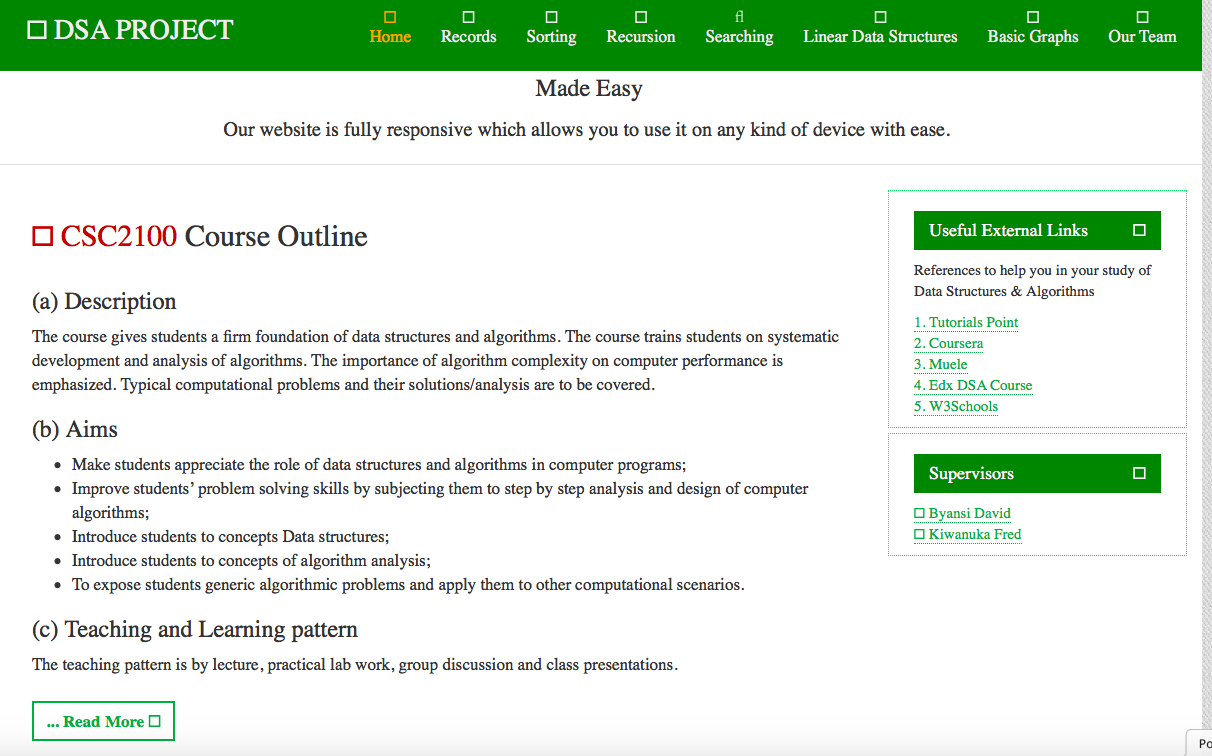 DSA PROJECT
Home Records Sorting Recursion Searching Linear Data Structures Basic Graphs Our Team
Made Easy
Our website is fully responsive which allows you to use it on any kind of device with ease.
CSC2100 Course Outline
(a) Description
The course gives students a firm foundation of data structures and algorithms. The course trains students on systematic
development and analysis of algorithms. The importance of algorithm complexity on computer performance is
emphasized. Typical computational problems and their solutions/analysis are to be covered.
(b) Aims
• Make students appreciate the role of data structures and algorithms in computer programs;
• Improve students’ problem solving skills by subjecting them to step by step analysis and design of computer
algorithms;
• Introduce students to concepts Data structures;
• Introduce students to concepts of algorithm analysis;
• To expose students generic algorithmic problems and apply them to other computational scenarios.
(c) Teaching and Learning pattern
The teaching pattern is by lecture, practical lab work, group discussion and class presentations.
... Read More
Useful External Links
References to help you in your study of
Data Structures & Algorithms
1. Tutorials Point
2. Coursera
3. Muele
4. Edx DSA Course
5. W3Schools
Supervisors
Byansi David
Kiwanuka Fred